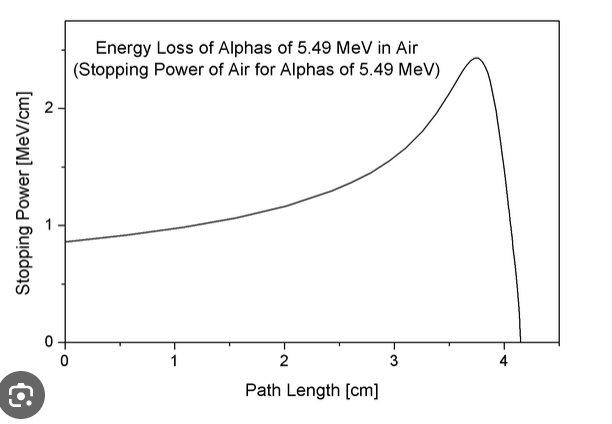 Energy Loss of Alphas of 5.49 MeV in Air
(Stopping Power of Air for Alphas of 5.49 MeV)
Stopping Power [MeV/cm]
2
1
0
0 1 2 3 4
Path Length [cm]